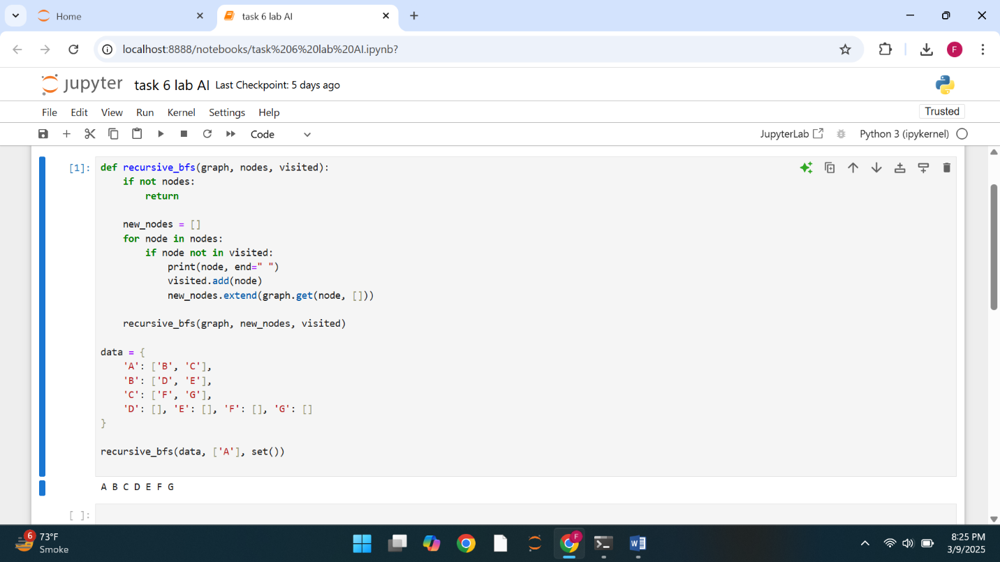 Home
task 6 lab AI
localhost:8888/notebooks/task%206%20lab%20AI.ipynb?
F
jupyter task 6 lab AI Last Checkpoint: 5 days ago
File Edit View Run Kernel Settings Help
Trusted
Code
JupyterLab
Python 3 (ipykernel)
[1]:
def recursive_bfs(graph, nodes, visited):
    if not nodes:
        return

    new_nodes = []
    for node in nodes:
        if node not in visited:
            print(node, end=" ")
            visited.add(node)
            new_nodes.extend(graph.get(node, []))

    recursive_bfs(graph, new_nodes, visited)

data = {
    'A': ['B', 'C'],
    'B': ['D', 'E'],
    'C': ['F', 'G'],
    'D': [], 'E': [], 'F': [], 'G': []
}

recursive_bfs(data, ['A'], set())
A B C D E F G
[ ]:
6
73°F
Smoke
F
W
8:25 PM
3/9/2025